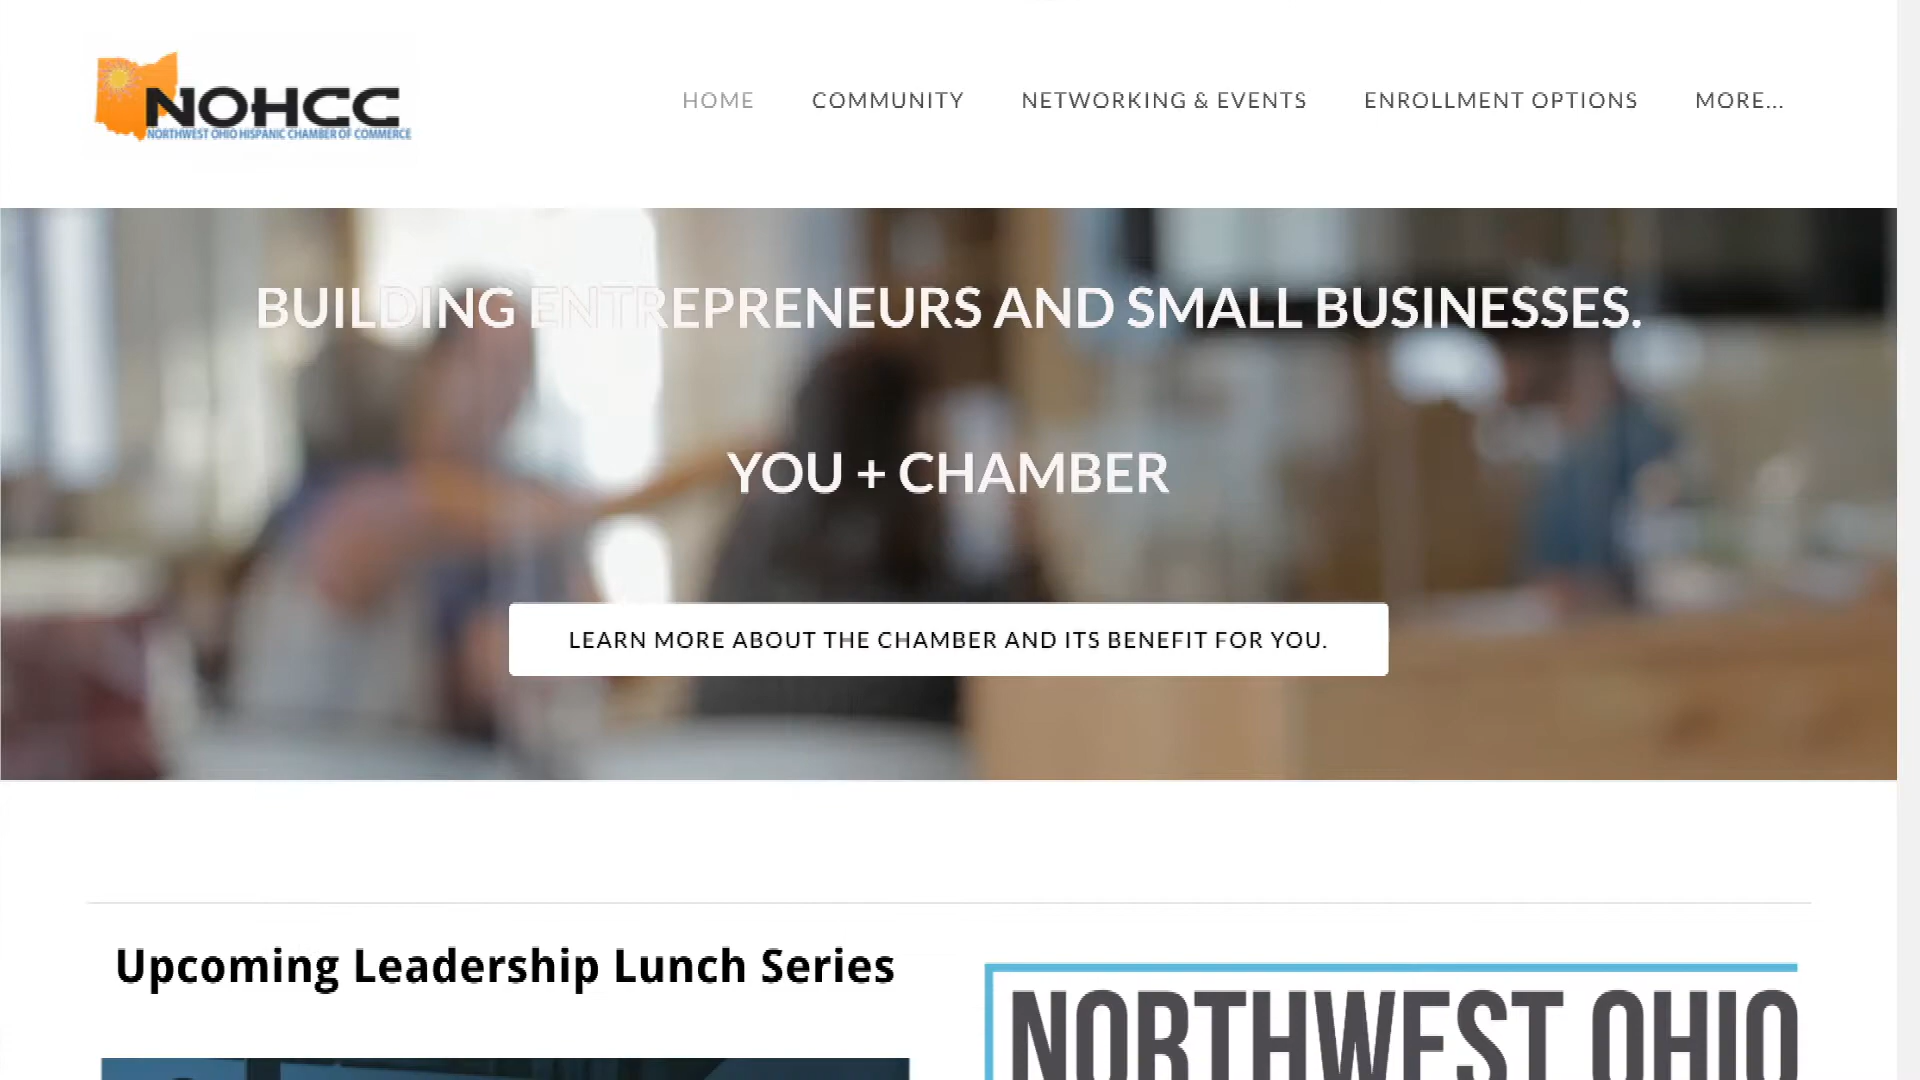 NOHCC
NORTHWEST OHIO HISPANIC CHAMBER OF COMMERCE
HOME
COMMUNITY
NETWORKING & EVENTS
ENROLLMENT OPTIONS
MORE...
BUILDING ENTREPRENEURS AND SMALL BUSINESSES.
YOU + CHAMBER
LEARN MORE ABOUT THE CHAMBER AND ITS BENEFIT FOR YOU.
Upcoming Leadership Lunch Series
NORTHWEST OHIO